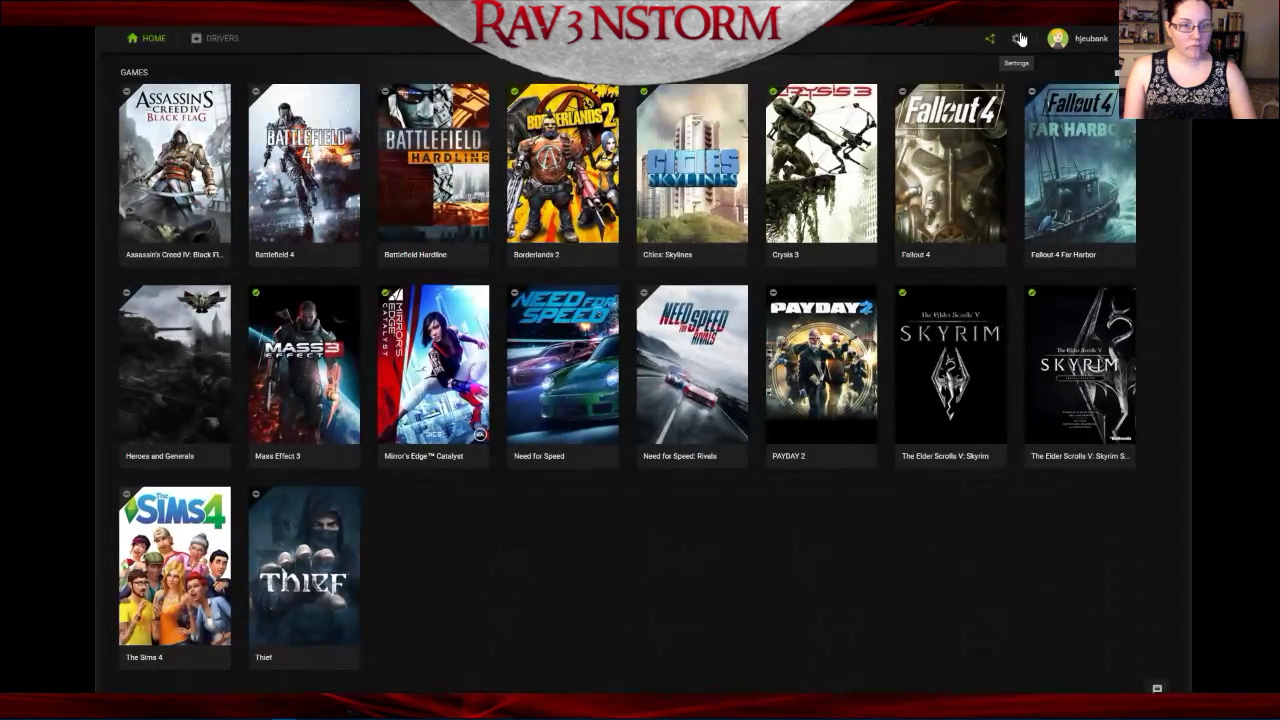 RAV3NSTORM
HOME
DRIVERS
hjeubank
Settings
GAMES
ASSASSIN'S
CREED IV
BLACK FLAG
BATTLEFIELD
4
BATTLEFIELD
HARDLINE
BORDERLANDS 2
CITIES
SKYLINES
CRYSIS 3
Fallout 4
Fallout 4
FAR HARBOR
Assassin's Creed IV: Black Fl...
Battlefield 4
Battlefield Hardline
Borderlands 2
Cities: Skylines
Crysis 3
Fallout 4
Fallout 4 Far Harbor
MASS 3
EFFECT
MIRROR'S
EDGE
CATALYST
DICE
EA
NEED FOR
SPEED
NEED FOR
SPEED
RIVALS
PAYDAY 2
The Elder Scrolls V
SKYRIM
The Elder Scrolls V
SKYRIM
Bethesda
Heroes and Generals
Mass Effect 3
Mirror's Edge™ Catalyst
Need for Speed
Need for Speed: Rivals
PAYDAY 2
The Elder Scrolls V: Skyrim
The Elder Scrolls V: Skyrim S...
The
SIMS 4
THIEF
The Sims 4
Thief